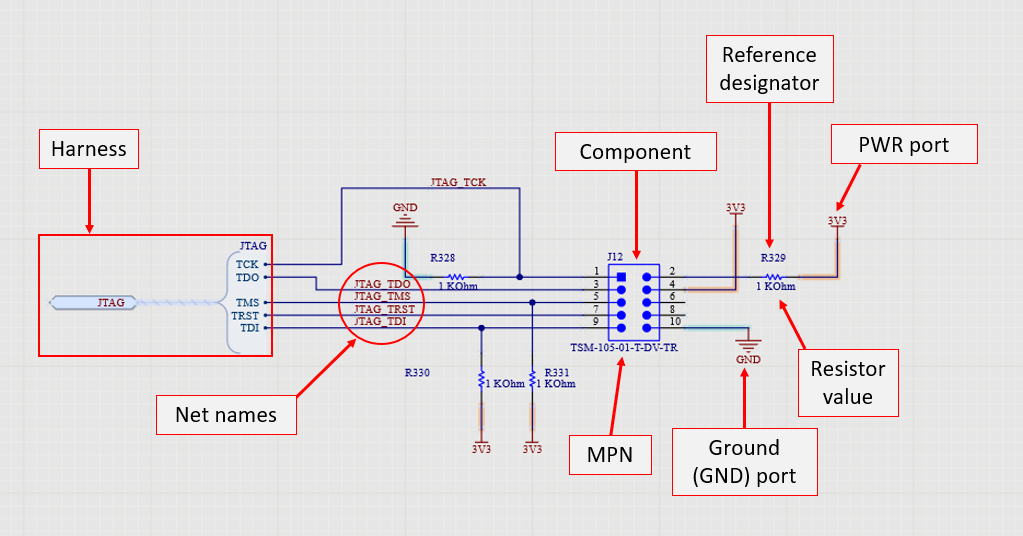 Reference
designator
PWR port
Component
Harness
JTAG_TCK
GND
3V3
3V3
JTAG
R328
J12
R329
TCK
TDO
1 KOhm
1
2
1 KOhm
JTAG_TDO
3
4
JTAG
TMS
JTAG_TMS
5
6
TRST
JTAG_TRST
7
8
TDI
JTAG_TDI
9
10
TSM-105-01-T-DV-TR
GND
R330
1 KOhm
R331
1 KOhm
Resistor
value
Net names
3V3
3V3
MPN
Ground
(GND) port